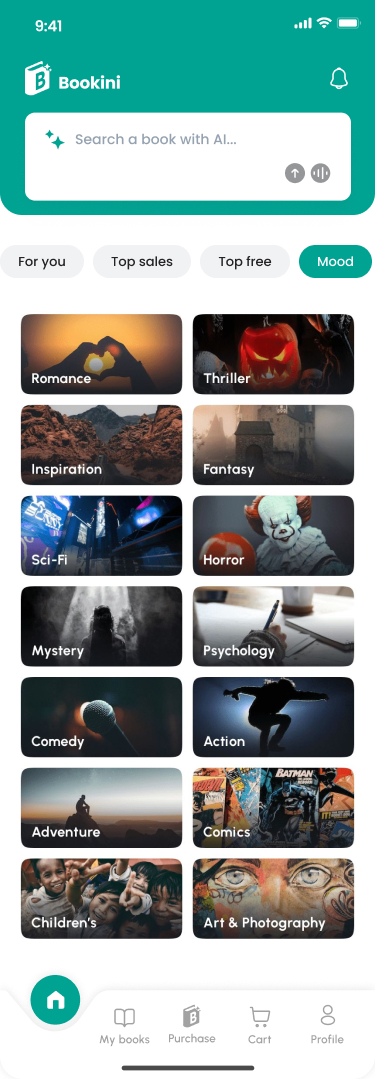 9:41
Bookini
Search a book with AI...
For you
Top sales
Top free
Mood
Romance
Thriller
Inspiration
Fantasy
Sci-Fi
Horror
Mystery
Psychology
Comedy
Action
Adventure
BATMAN
Comics
Children's
Art & Photography
My books
Purchase
Cart
Profile